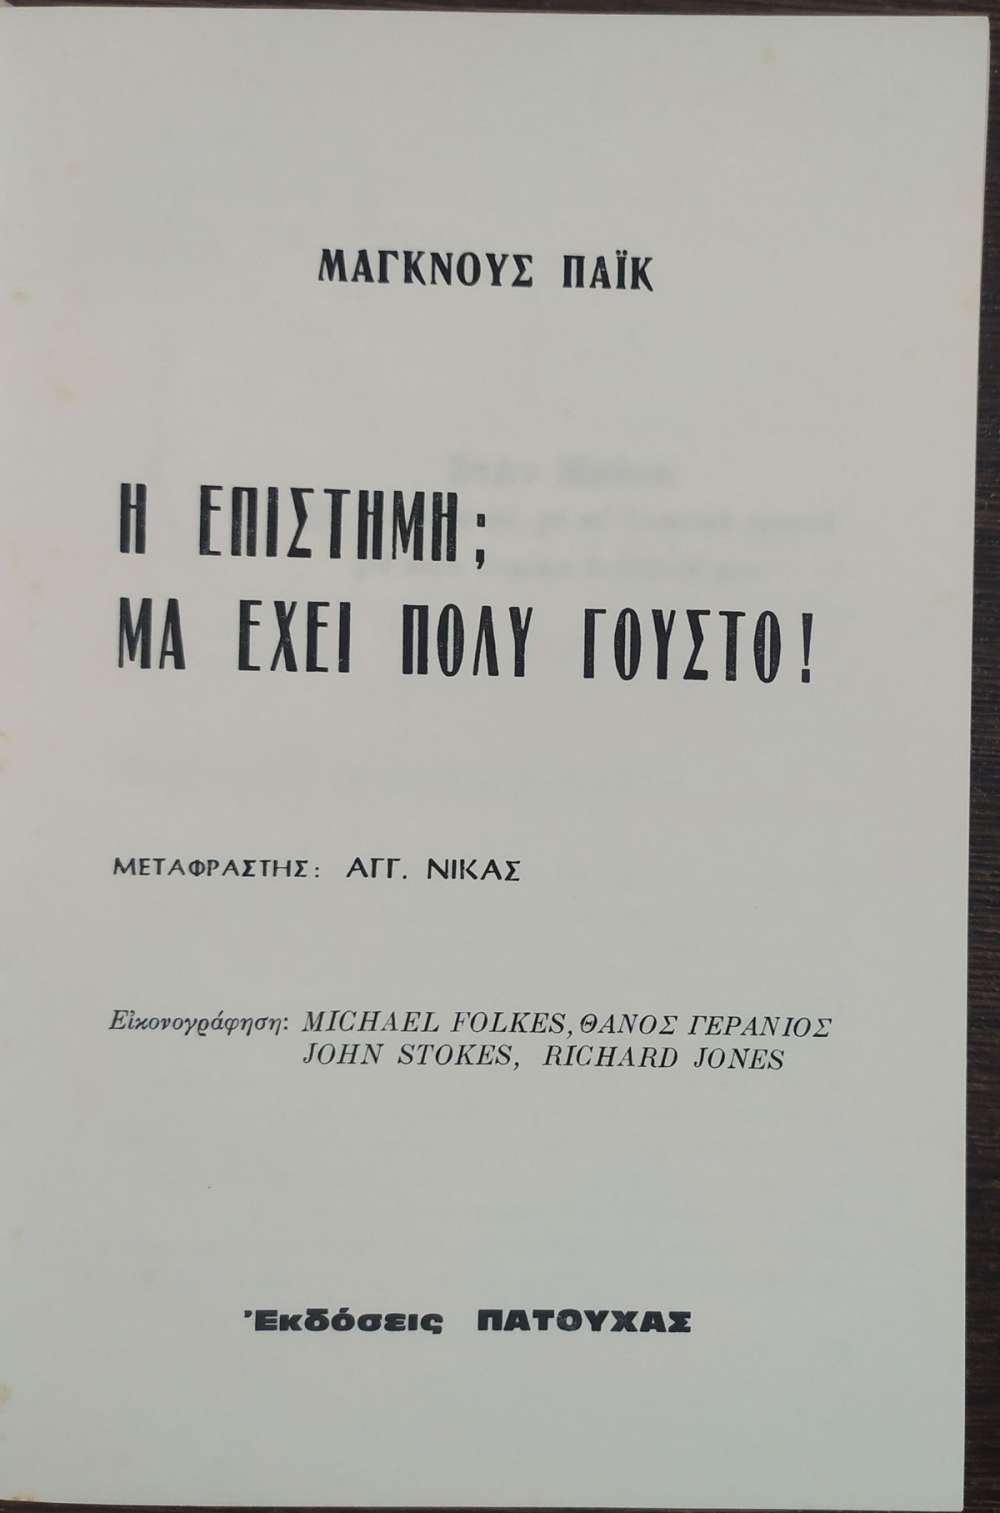 ΜΑΓΚΝΟΥΣ ΠΑΪΚ
Η ΕΠΙΣΤΗΜΗ;
ΜΑ ΕΧΕΙ ΠΟΛΥ ΓΟΥΣΤΟ!
ΜΕΤΑΦΡΑΣΤΗΣ: ΑΓΓ. ΝΙΚΑΣ
Εἰκονογράφηση: MICHAEL FOLKES, ΘΑΝΟΣ ΓΕΡΑΝΙΟΣ
JOHN STOKES, RICHARD JONES
Ἐκδόσεις ΠΑΤΟΥΧΑΣ